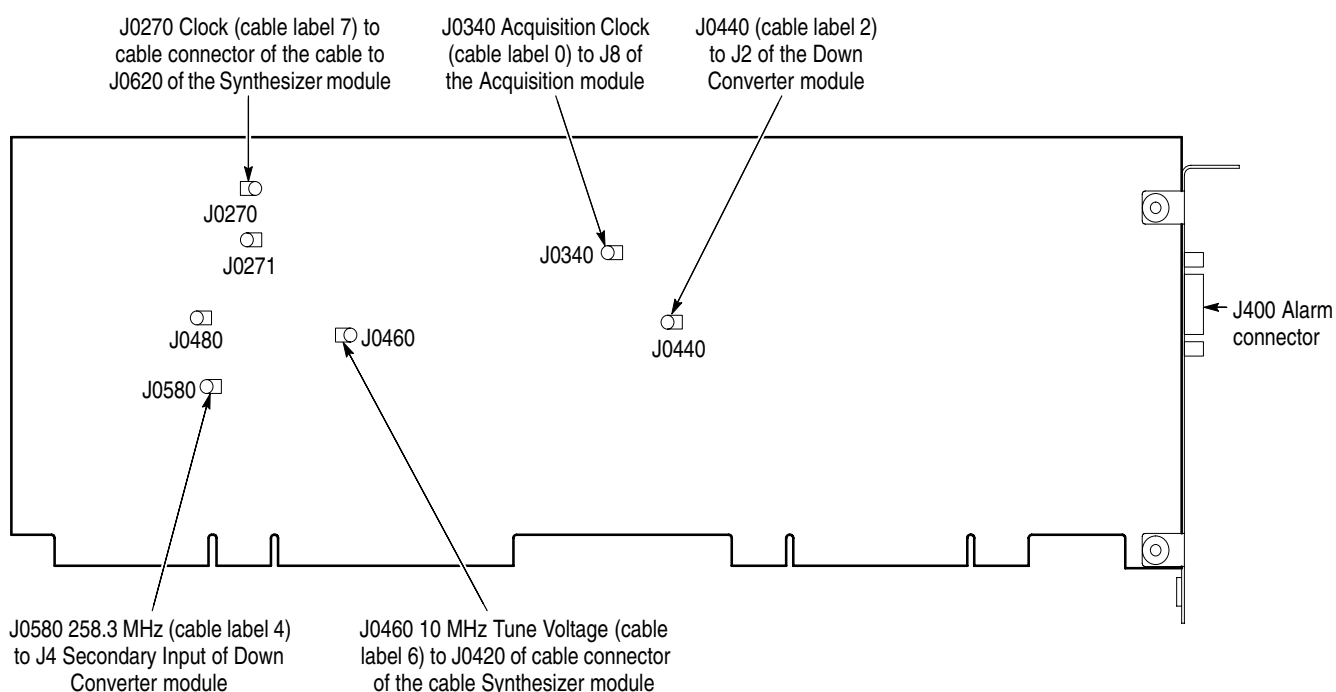 J0270 Clock (cable label 7) to
cable connector of the cable to
J0620 of the Synthesizer module
J0340 Acquisition Clock
(cable label 0) to J8 of
the Acquisition module
J0440 (cable label 2)
to J2 of the Down
Converter module
J0270
J0271
J0340
J0480
J0460
J0440
J400 Alarm
connector
J0580
J0580 258.3 MHz (cable label 4)
to J4 Secondary Input of Down
Converter module
J0460 10 MHz Tune Voltage (cable
label 6) to J0420 of cable connector
of the cable Synthesizer module